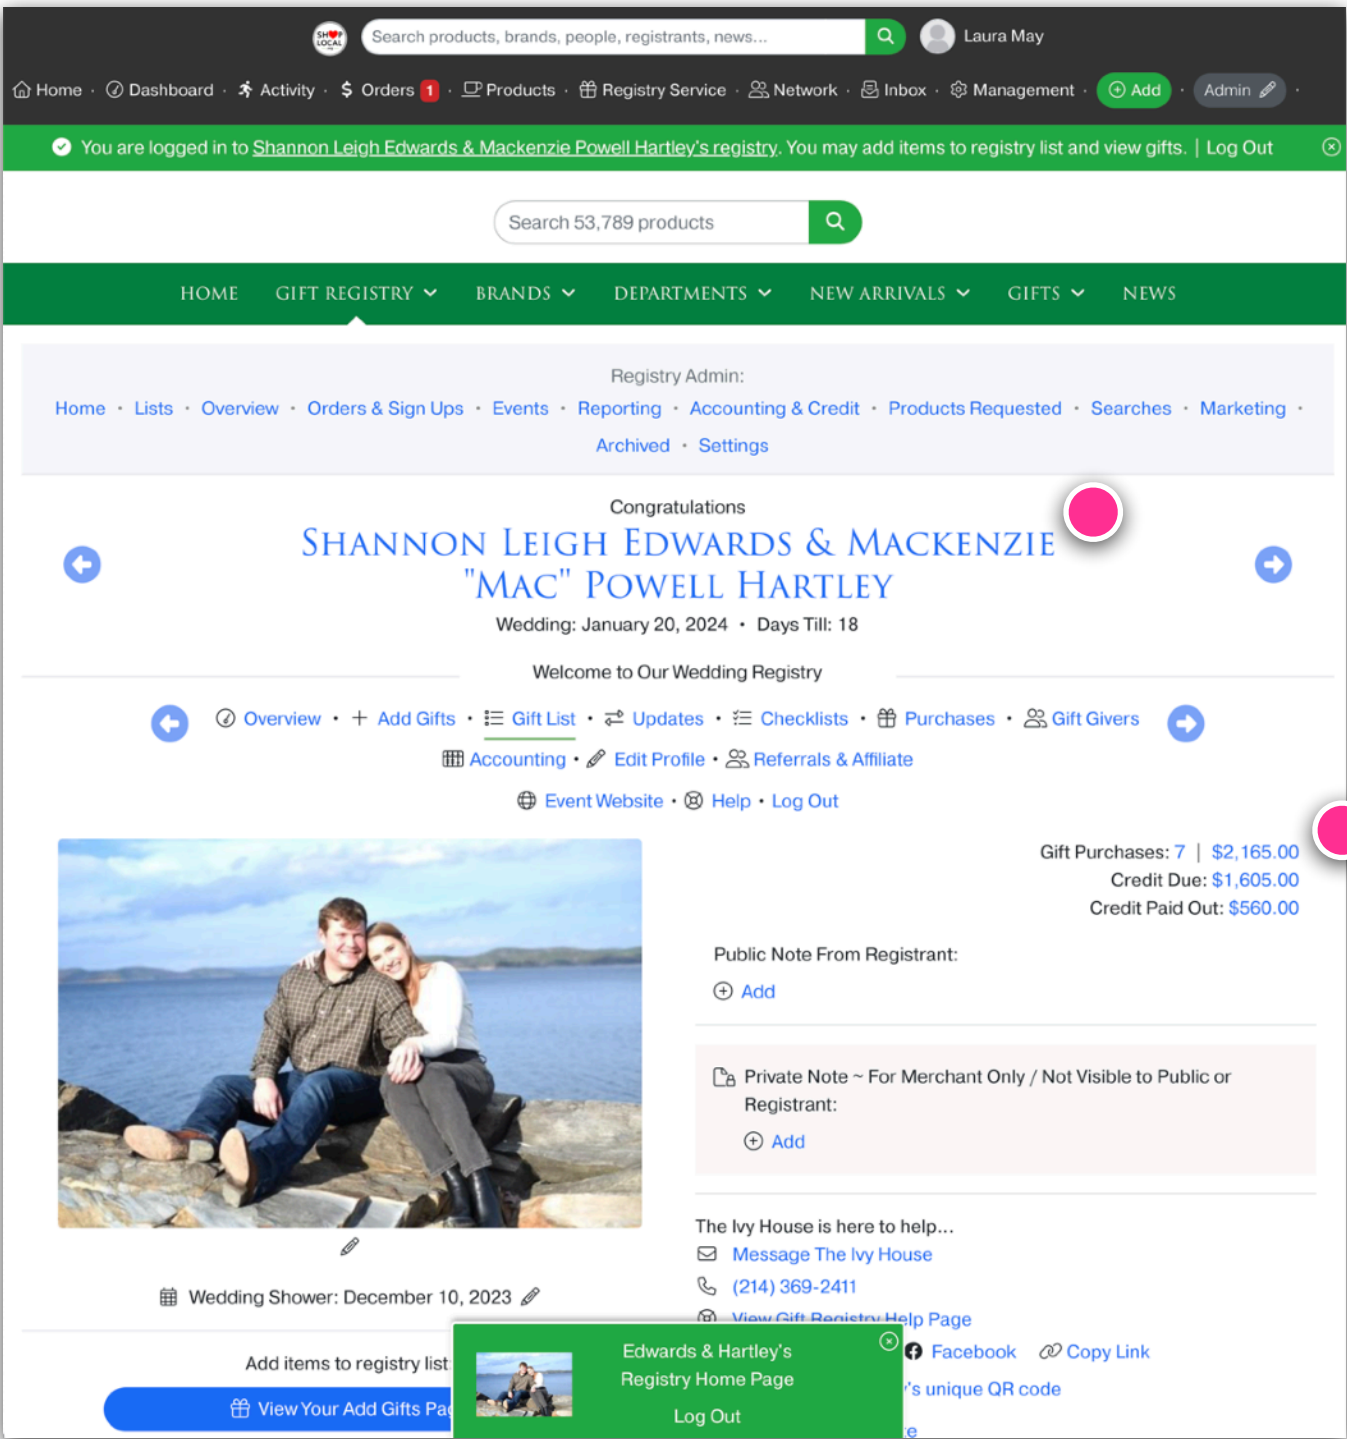 SHOP
LOCAL
Search products, brands, people, registrants, news...
Laura May
Home · Dashboard · Activity · $ Orders 1 · Products · Registry Service · Network · Inbox · Management · Add · Admin ·
You are logged in to Shannon Leigh Edwards & Mackenzie Powell Hartley's registry. You may add items to registry list and view gifts. | Log Out
Search 53,789 products
HOME GIFT REGISTRY BRANDS DEPARTMENTS NEW ARRIVALS GIFTS NEWS
Registry Admin:
Home · Lists · Overview · Orders & Sign Ups · Events · Reporting · Accounting & Credit · Products Requested · Searches · Marketing ·
Archived · Settings
Congratulations
SHANNON LEIGH EDWARDS & MACKENZIE
"MAC" POWELL HARTLEY
Wedding: January 20, 2024 • Days Till: 18
Welcome to Our Wedding Registry
Overview • Add Gifts • Gift List • Updates • Checklists • Purchases • Gift Givers
Accounting • Edit Profile • Referrals & Affiliate
Event Website • Help • Log Out
Gift Purchases: 7 | $2,165.00
Credit Due: $1,605.00
Credit Paid Out: $560.00
Public Note From Registrant:
Add
Private Note ~ For Merchant Only / Not Visible to Public or
Registrant:
Add
The Ivy House is here to help...
Message The Ivy House
(214) 369-2411
View Gift Registry Help Page
Facebook Copy Link
's unique QR code
Wedding Shower: December 10, 2023
Add items to registry list:
View Your Add Gifts
Edwards & Hartley's
Registry Home Page
Log Out